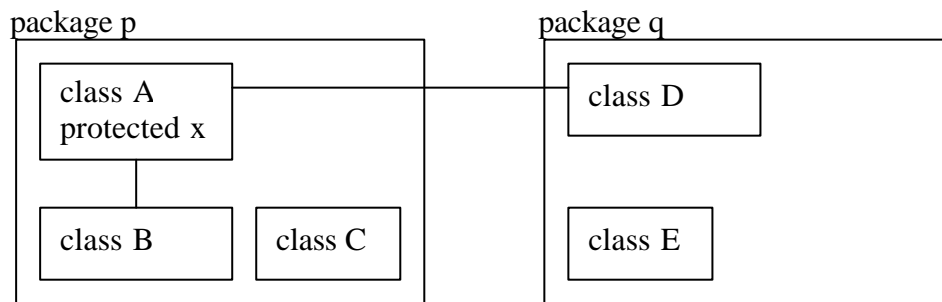 package p
package q
class A
protected x
class D
class B
class C
class E